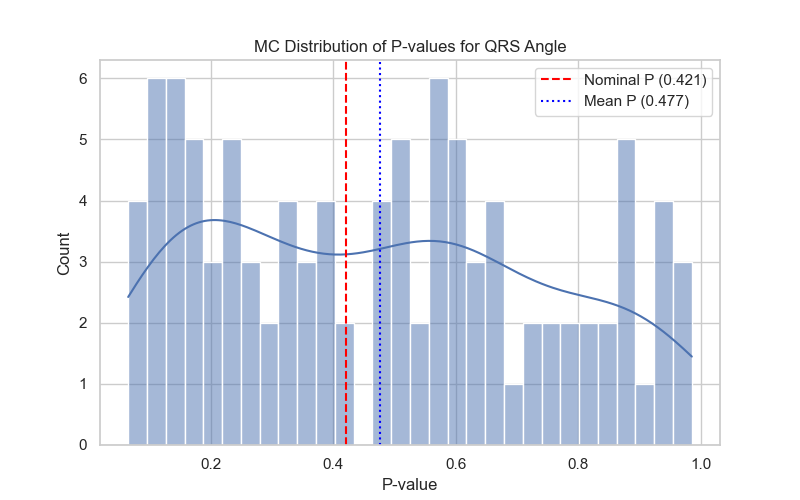 MC Distribution of P-values for QRS Angle
Nominal P (0.421)
Mean P (0.477)
Count
6
5
4
3
2
1
0
0.2 0.4 0.6 0.8 1.0
P-value